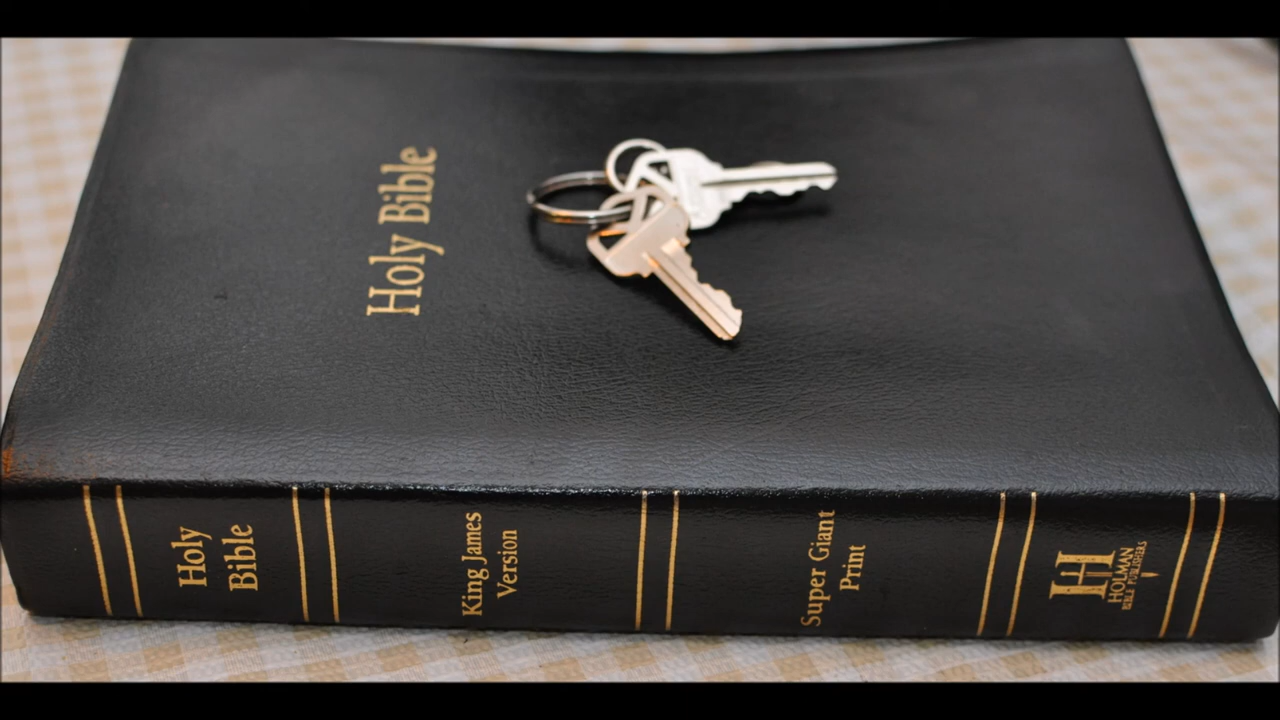 Holy Bible
Holy
Bible
King James
Version
Super Giant
Print
HOLMAN
BIBLE PUBLISHERS